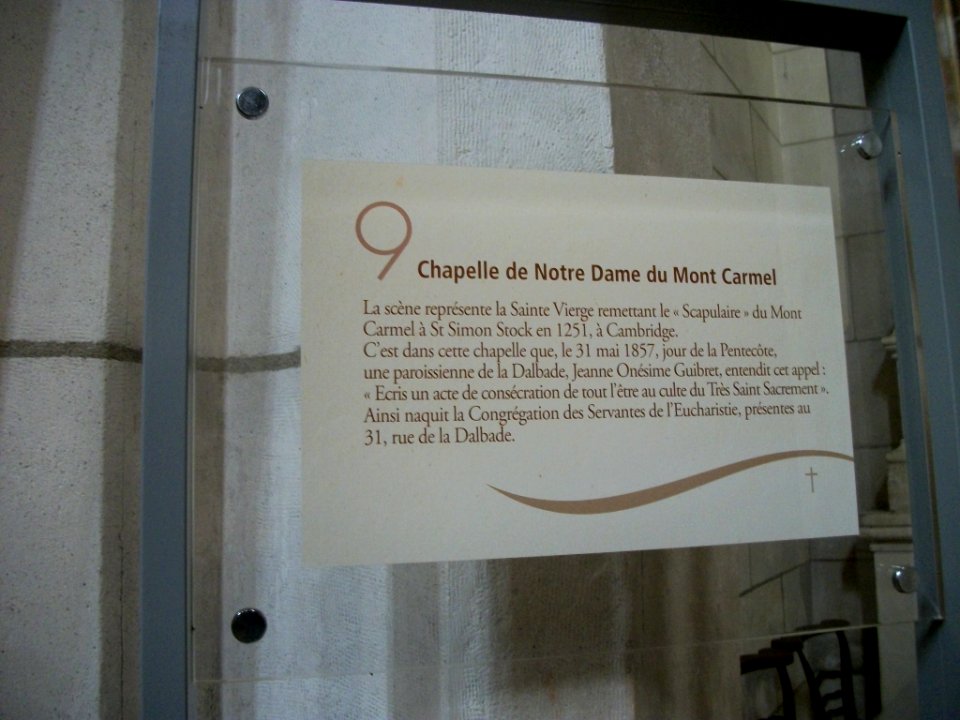 9
Chapelle de Notre Dame du Mont Carmel
La scène représente la Sainte Vierge remettant le « Scapulaire » du Mont
Carmel à St Simon Stock en 1251, à Cambridge.
C'est dans cette chapelle que, le 31 mai 1857, jour de la Pentecôte,
une paroissienne de la Dalbade, Jeanne Onésime Guibret, entendit cet appel :
« Ecris un acte de consécration de tout l'être au culte du Très Saint Sacrement ».
Ainsi naquit la Congrégation des Servantes de l'Eucharistie, présentes au
31, rue de la Dalbade.